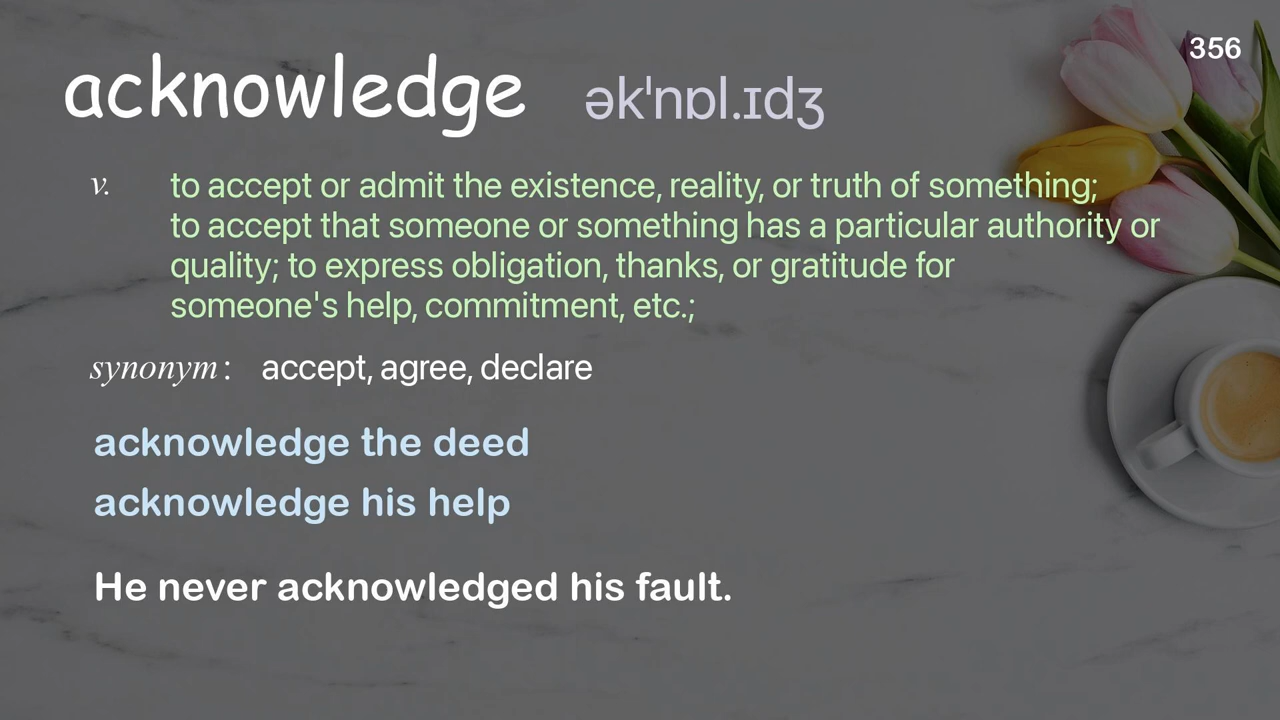 356
acknowledge ək'nɒl.ɪdʒ
v. to accept or admit the existence, reality, or truth of something;
to accept that someone or something has a particular authority or
quality; to express obligation, thanks, or gratitude for
someone's help, commitment, etc.;
synonym: accept, agree, declare
acknowledge the deed
acknowledge his help
He never acknowledged his fault.